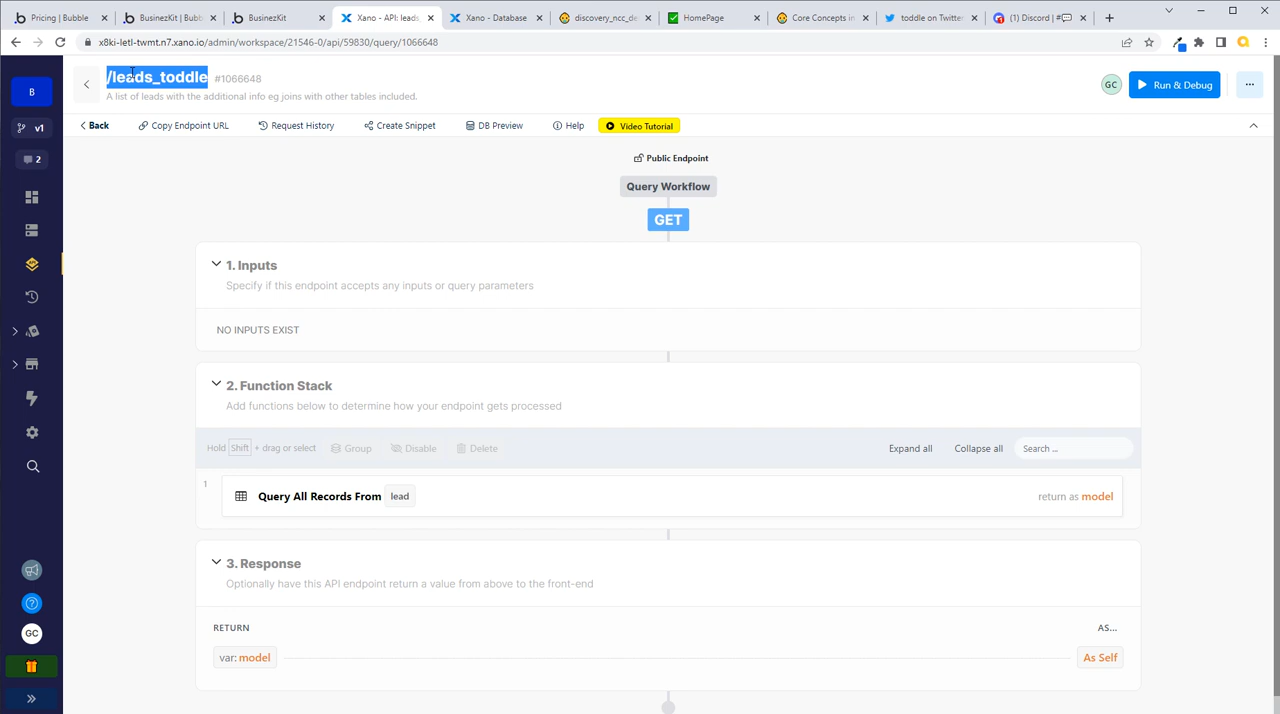 Pricing | Bubble
BusinezKit | Bubb
BusinezKit
Xano - API: leads
Xano - Database
discovery_ncc_de
HomePage
Core Concepts in
toddle on Twitter
(1) Discord | #
x8ki-letl-twmt.n7.xano.io/admin/workspace/21546-0/api/59830/query/1066648
B
/leads_toddle #1066648
GC
Run & Debug
A list of leads with the additional info eg joins with other tables included.
v1
Back
Copy Endpoint URL
Request History
Create Snippet
DB Preview
Help
Video Tutorial
2
Public Endpoint
Query Workflow
GET
1. Inputs
Specify if this endpoint accepts any inputs or query parameters
NO INPUTS EXIST
2. Function Stack
Add functions below to determine how your endpoint gets processed
Hold Shift + drag or select
Group
Disable
Delete
Expand all
Collapse all
Search ...
1
Query All Records From lead
return as model
3. Response
Optionally have this API endpoint return a value from above to the front-end
RETURN
AS...
GC
var: model
As Self